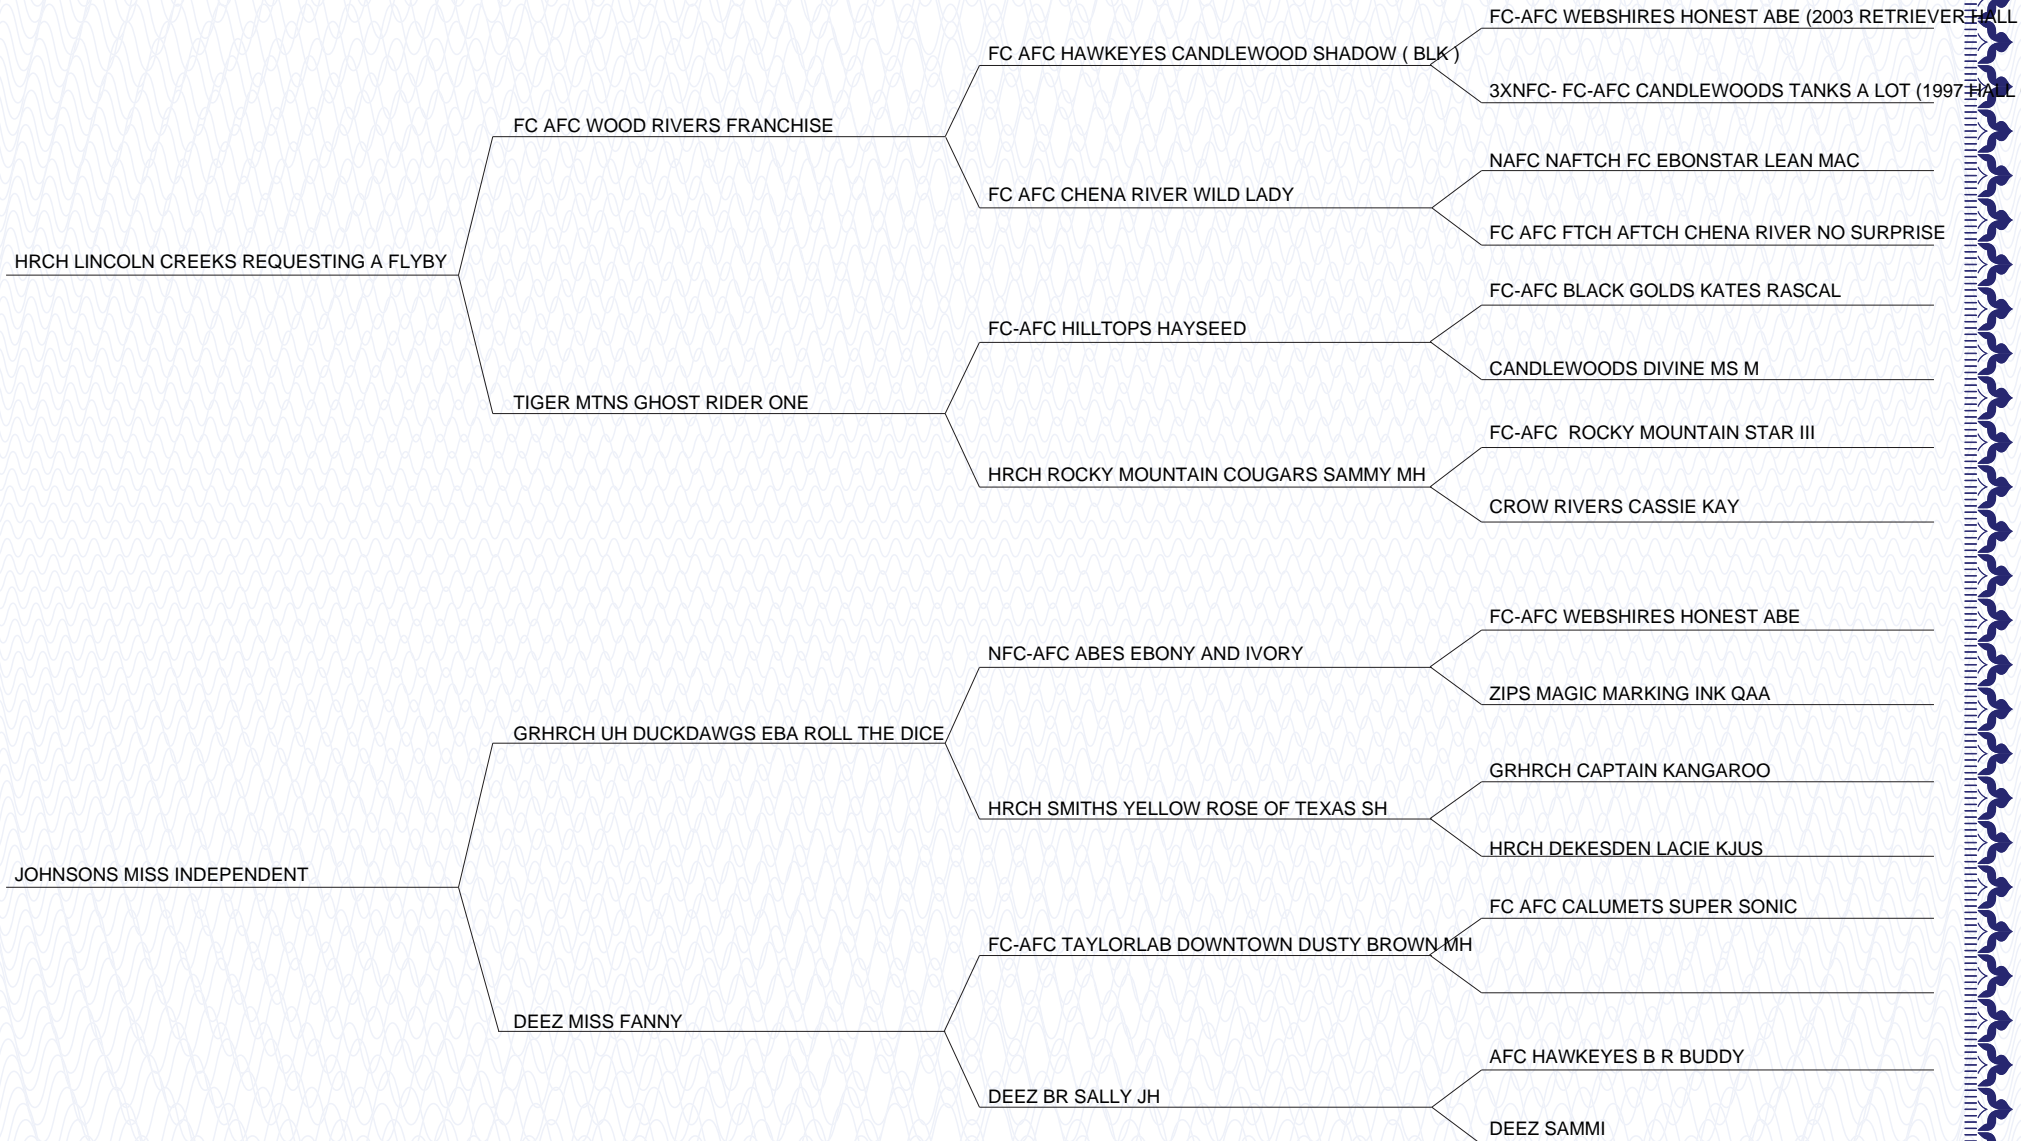 FC-AFC WEBSHIRES HONEST ABE (2003 RETRIEVER HALL
FC AFC HAWKEYES CANDLEWOOD SHADOW ( BLK )
3XNFC- FC-AFC CANDLEWOODS TANKS A LOT (1997 HALL
FC AFC WOOD RIVERS FRANCHISE
NAFC NAFTCH FC EBONSTAR LEAN MAC
FC AFC CHENA RIVER WILD LADY
FC AFC FTCH AFTCH CHENA RIVER NO SURPRISE
HRCH LINCOLN CREEKS REQUESTING A FLYBY
FC-AFC BLACK GOLDS KATES RASCAL
FC-AFC HILLTOPS HAYSEED
CANDLEWOODS DIVINE MS M
TIGER MTNS GHOST RIDER ONE
FC-AFC ROCKY MOUNTAIN STAR III
HRCH ROCKY MOUNTAIN COUGARS SAMMY MH
CROW RIVERS CASSIE KAY
FC-AFC WEBSHIRES HONEST ABE
NFC-AFC ABES EBONY AND IVORY
ZIPS MAGIC MARKING INK QAA
GRHRCH UH DUCKDAWGS EBA ROLL THE DICE
GRHRCH CAPTAIN KANGAROO
HRCH SMITHS YELLOW ROSE OF TEXAS SH
HRCH DEKESDEN LACIE KJUS
JOHNSONS MISS INDEPENDENT
FC AFC CALUMETS SUPER SONIC
FC-AFC TAYLORLAB DOWNTOWN DUSTY BROWN MH
DEEZ MISS FANNY
AFC HAWKEYES B R BUDDY
DEEZ BR SALLY JH
DEEZ SAMMI